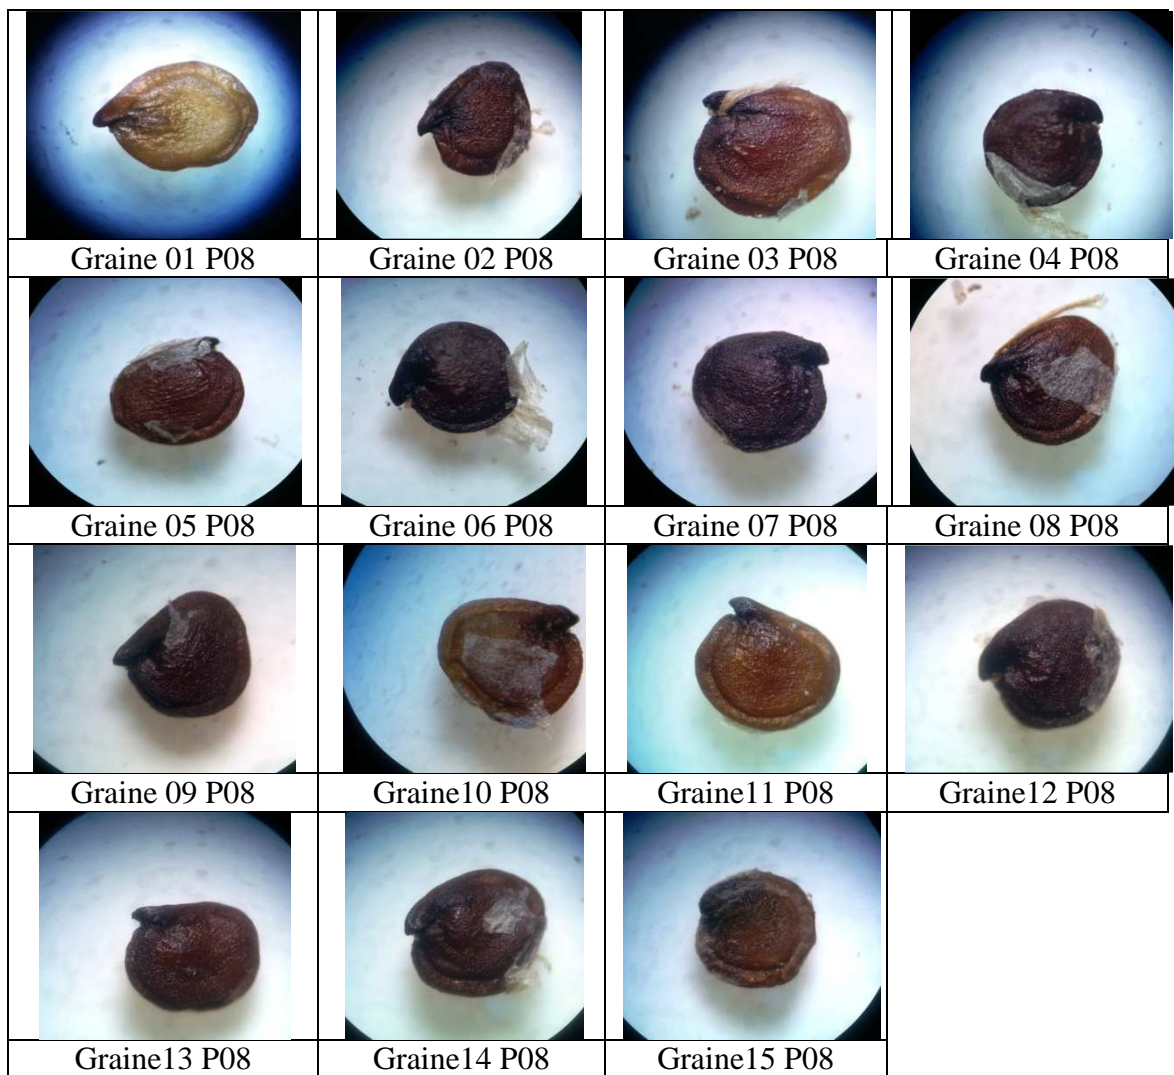 Graine 01 P08
Graine 02 P08
Graine 03 P08
Graine 04 P08
Graine 05 P08
Graine 06 P08
Graine 07 P08
Graine 08 P08
Graine 09 P08
Graine10 P08
Graine11 P08
Graine12 P08
Graine13 P08
Graine14 P08
Graine15 P08